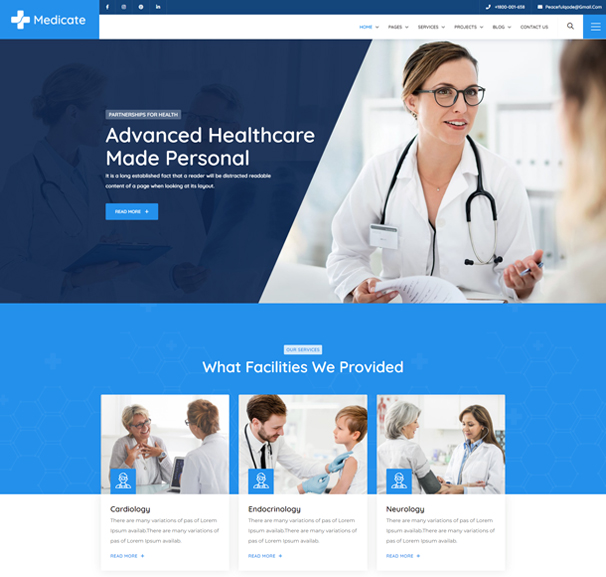 Medicate
+1800-001-658 Peacefulqode@Gmail.Com
HOME PAGES SERVICES PROJECTS BLOG CONTACT US
PARTNERSHIPS FOR HEALTH
Advanced Healthcare
Made Personal
It is a long established fact that a reader will be distracted readable
content of a page when looking at its layout.
READ MORE
OUR SERVICES
What Facilities We Provided
Cardiology
There are many variations of pas of Lorem
Ipsum availab.There are many variations of
pas of Lorem Ipsum availab.
READ MORE
Endocrinology
There are many variations of pas of Lorem
Ipsum availab.There are many variations of
pas of Lorem Ipsum availab.
READ MORE
Neurology
There are many variations of pas of Lorem
Ipsum availab.There are many variations of
pas of Lorem Ipsum availab.
READ MORE